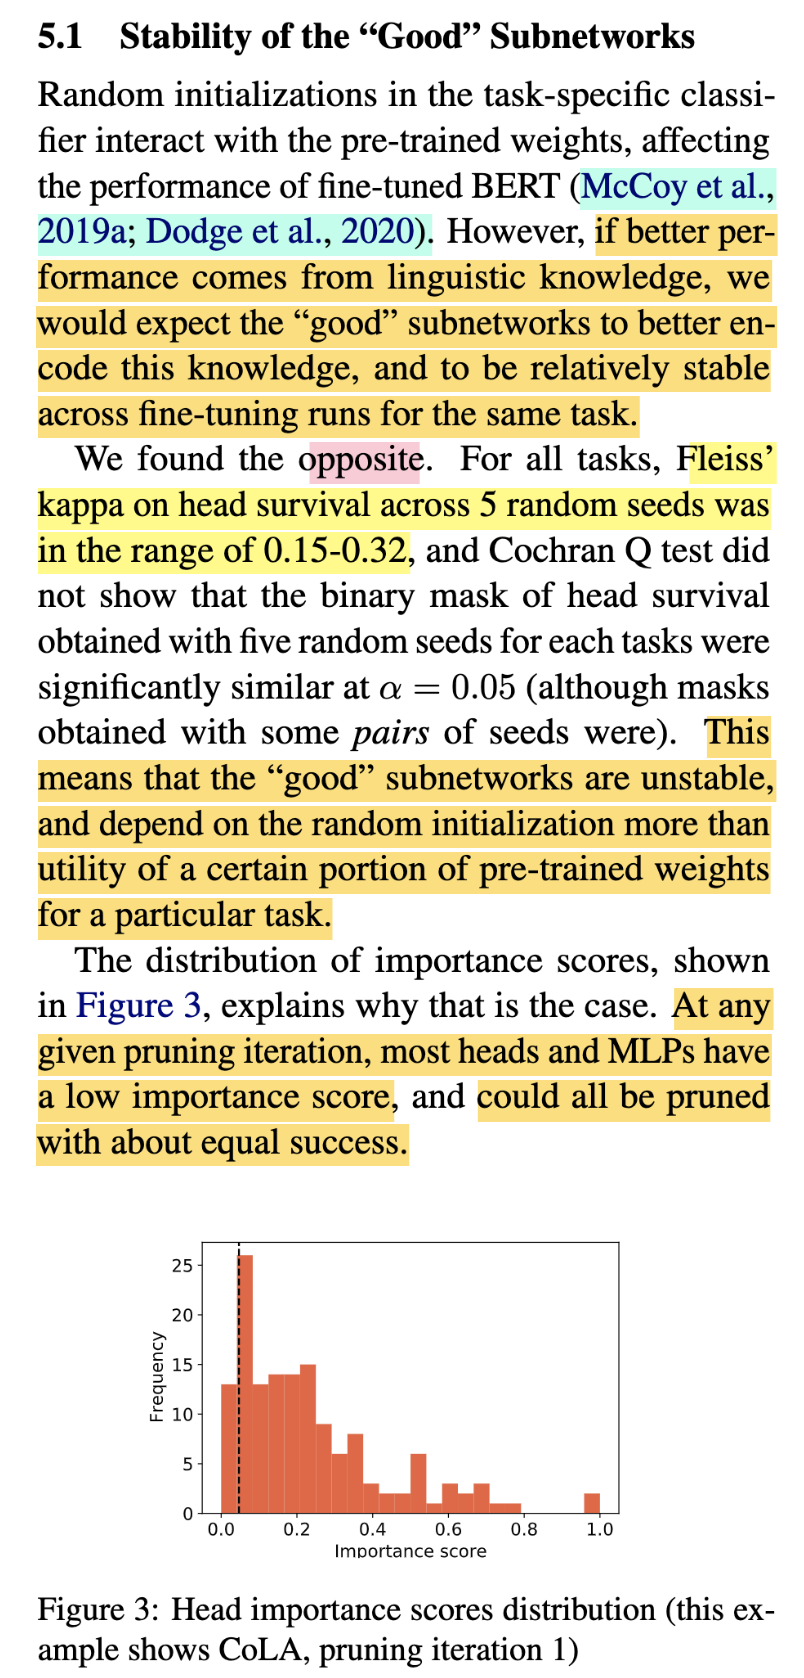 5.1 Stability of the “Good” Subnetworks
Random initializations in the task-specific classi-
fier interact with the pre-trained weights, affecting
the performance of fine-tuned BERT (McCoy et al.,
2019a; Dodge et al., 2020). However, if better per-
formance comes from linguistic knowledge, we
would expect the “good” subnetworks to better en-
code this knowledge, and to be relatively stable
across fine-tuning runs for the same task.
We found the opposite. For all tasks, Fleiss’
kappa on head survival across 5 random seeds was
in the range of 0.15-0.32, and Cochran Q test did
not show that the binary mask of head survival
obtained with five random seeds for each tasks were
significantly similar at α = 0.05 (although masks
obtained with some pairs of seeds were). This
means that the “good” subnetworks are unstable,
and depend on the random initialization more than
utility of a certain portion of pre-trained weights
for a particular task.
The distribution of importance scores, shown
in Figure 3, explains why that is the case. At any
given pruning iteration, most heads and MLPs have
a low importance score, and could all be pruned
with about equal success.
25
20
15
10
5
0
Frequency
0.0 0.2 0.4 0.6 0.8 1.0
Importance score
Figure 3: Head importance scores distribution (this ex-
ample shows CoLA, pruning iteration 1)